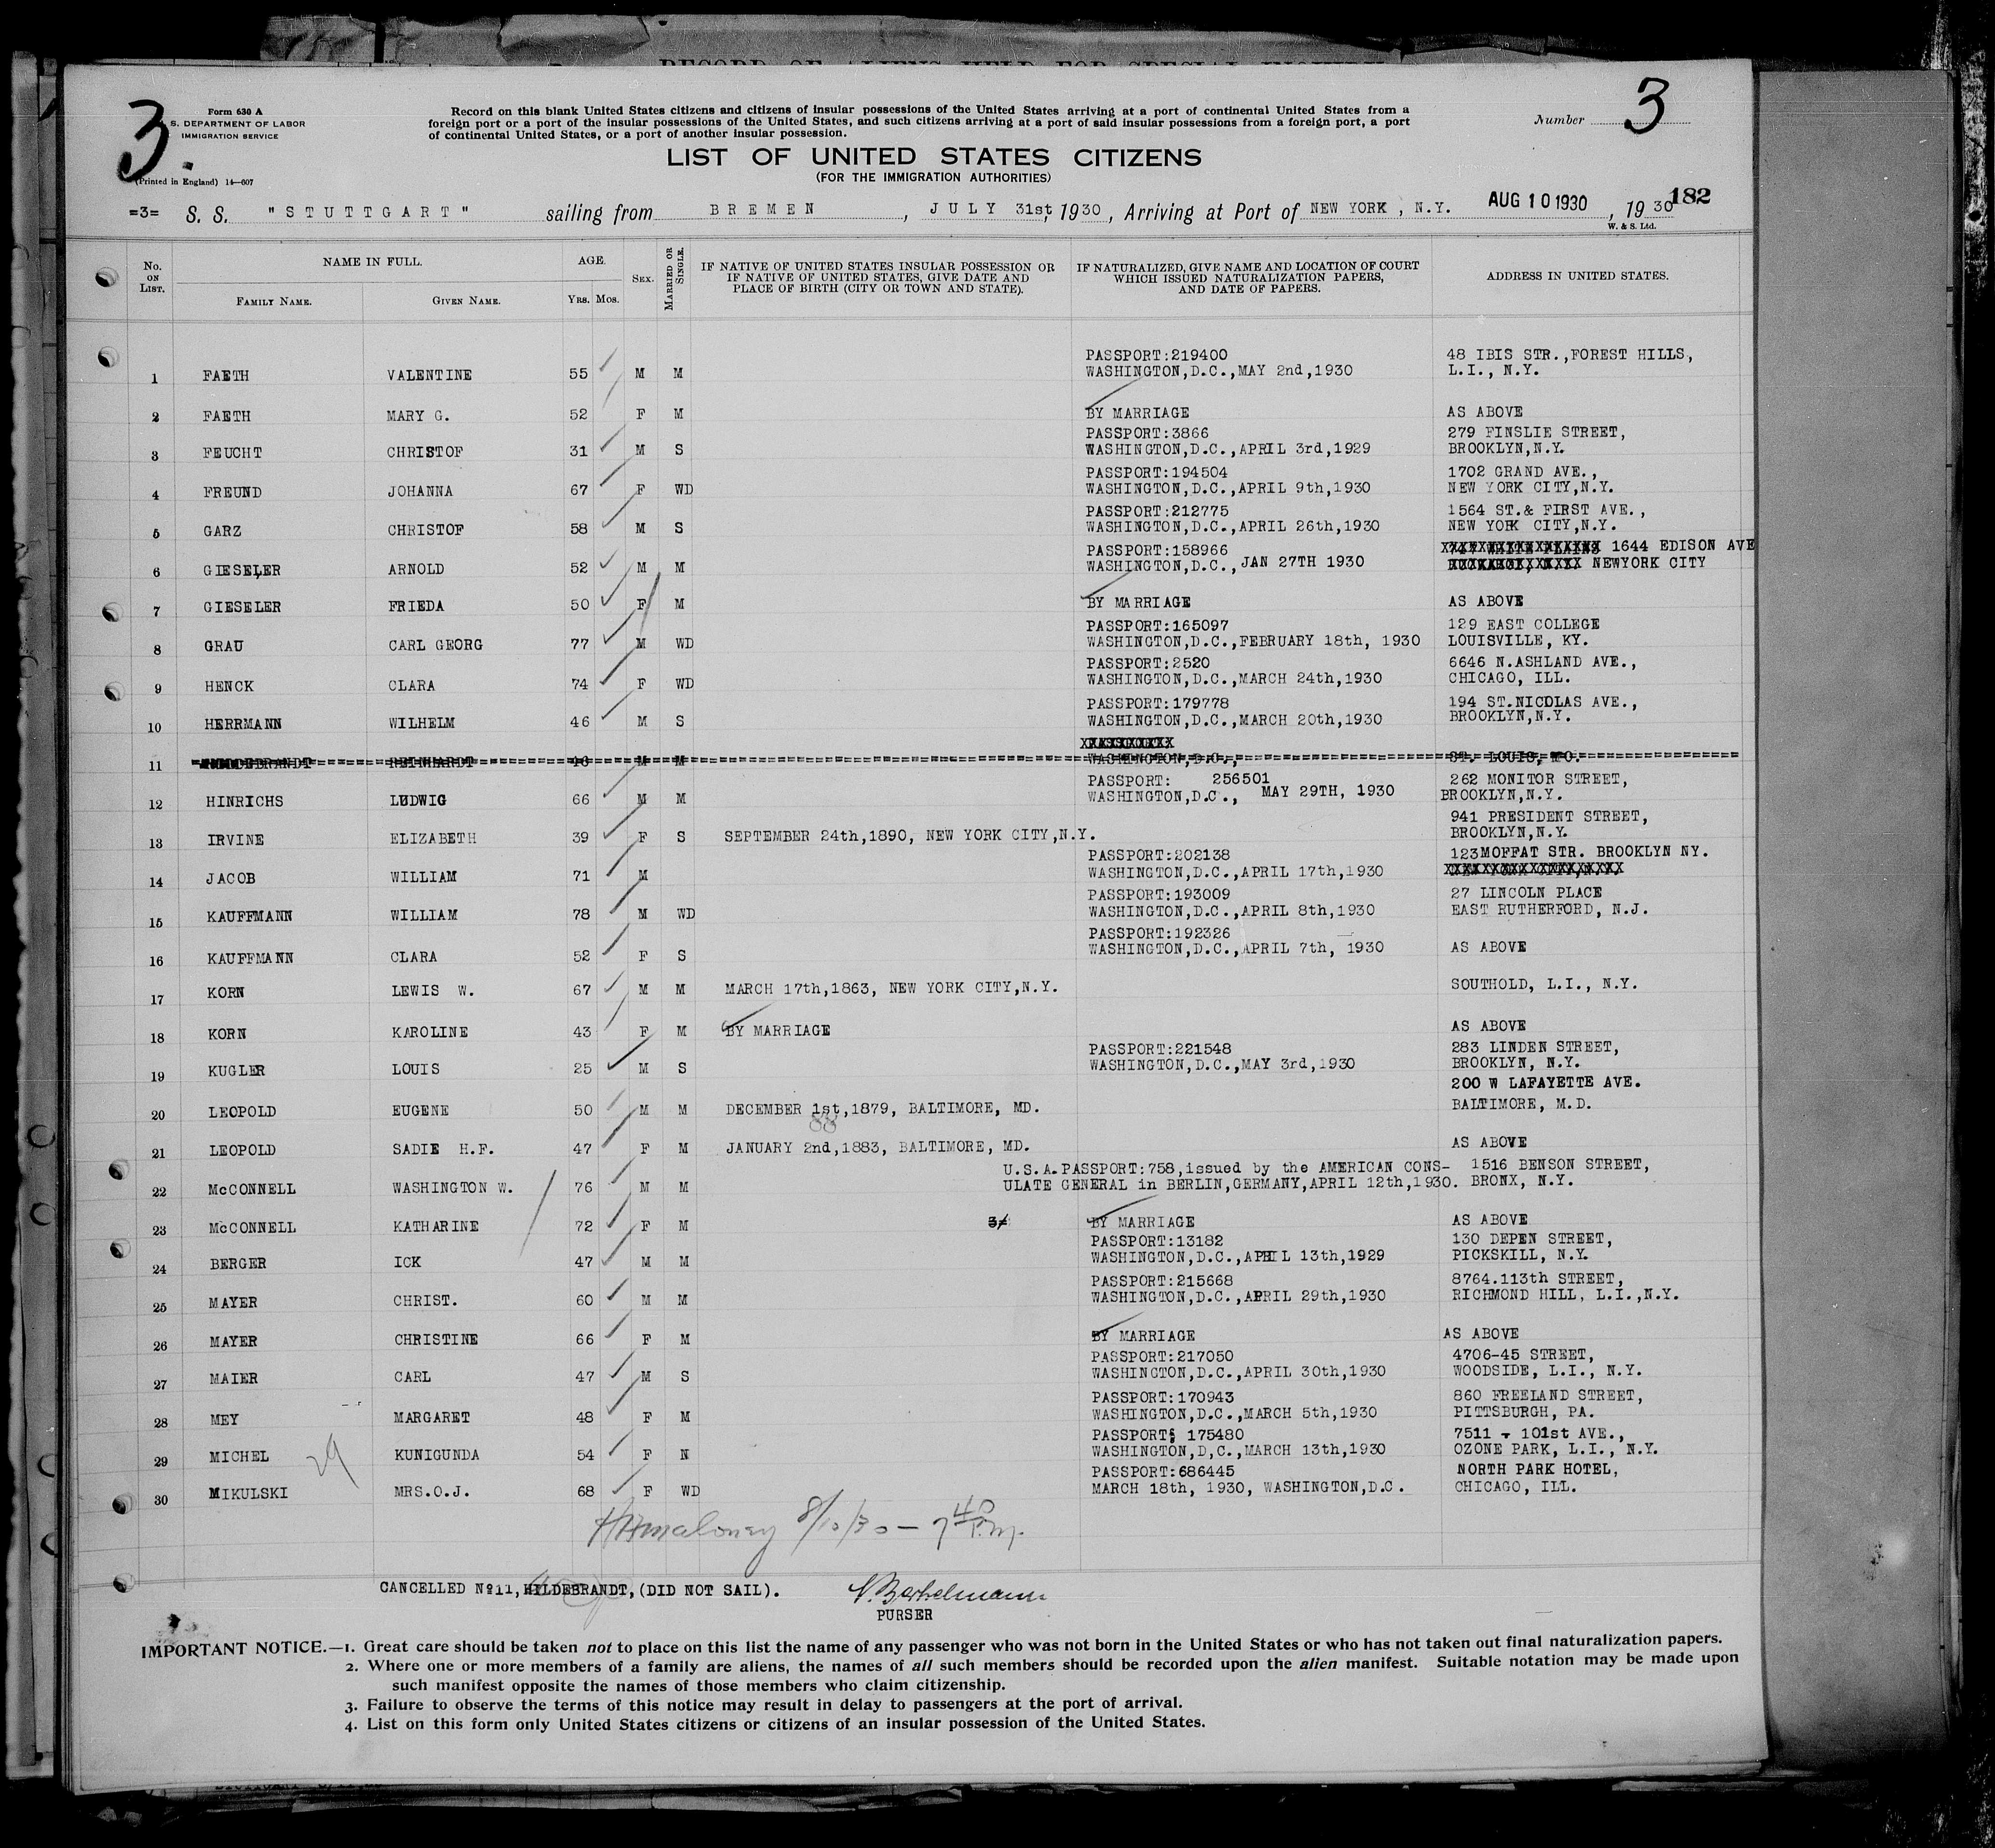 RECORD OF ALIENS HELD FOR SPECIAL INQUIRY
3
Form 630 A
S. DEPARTMENT OF LABOR
IMMIGRATION SERVICE
(Printed in England) 14—607
Record on this blank United States citizens and citizens of insular possessions of the United States arriving at a port of continental United States from a
foreign port or a port of the insular possessions of the United States, and such citizens arriving at a port of said insular possessions from a foreign port, a port
of continental United States, or a port of another insular possession.
Number 3
LIST OF UNITED STATES CITIZENS
(FOR THE IMMIGRATION AUTHORITIES)
182
=3= S. S. "STUTTGART" sailing from BREMEN, JULY 31st, 1930, Arriving at Port of NEW YORK, N.Y. AUG 10 1930, 1930
W. & S. Ltd.
No. ON LIST. NAME IN FULL. AGE. SEX. MARRIED OR SINGLE. IF NATIVE OF UNITED STATES INSULAR POSSESSION OR IF NATIVE OF UNITED STATES, GIVE DATE AND PLACE OF BIRTH (CITY OR TOWN AND STATE). IF NATURALIZED, GIVE NAME AND LOCATION OF COURT WHICH ISSUED NATURALIZATION PAPERS, AND DATE OF PAPERS. ADDRESS IN UNITED STATES.
FAMILY NAME. GIVEN NAME. YRS. MOS.
PASSPORT:219400 48 IBIS STR.,FOREST HILLS,
1 FAETH VALENTINE 55 M M WASHINGTON,D.C.,MAY 2nd,1930 L.I., N.Y.
2 FAETH MARY G. 52 F M BY MARRIAGE AS ABOVE
PASSPORT:3866 279 FINSLIE STREET,
3 FEUCHT CHRISTOF 31 M S WASHINGTON,D.C.,APRIL 3rd,1929 BROOKLYN,N.Y.
PASSPORT:194504 1702 GRAND AVE.,
4 FREUND JOHANNA 67 F WD WASHINGTON,D.C.,APRIL 9th,1930 NEW YORK CITY,N.Y.
PASSPORT:212775 1564 ST.& FIRST AVE.,
5 GARZ CHRISTOF 58 M S WASHINGTON,D.C.,APRIL 26th,1930 NEW YORK CITY,N.Y.
PASSPORT:158966 1644 EDISON AVE
6 GIESELER ARNOLD 52 M M WASHINGTON,D.C.,JAN 27TH 1930 NEWYORK CITY
7 GIESELER FRIEDA 50 F M BY MARRIAGE AS ABOVE
PASSPORT:165097 129 EAST COLLEGE
8 GRAU CARL GEORG 77 M WD WASHINGTON,D.C.,FEBRUARY 18th, 1930 LOUISVILLE, KY.
PASSPORT:2520 6646 N.ASHLAND AVE.,
9 HENCK CLARA 74 F WD WASHINGTON,D.C.,MARCH 24th,1930 CHICAGO, ILL.
PASSPORT:179778 194 ST.NICOLAS AVE.,
10 HERRMANN WILHELM 46 M S WASHINGTON,D.C.,MARCH 20th,1930 BROOKLYN,N.Y.
11 REINHARDT 46 M M WASHINGTON,D.C., ST. LOUIS, MO.
PASSPORT: 256501 262 MONITOR STREET,
12 HINRICHS LUDWIG 66 M M WASHINGTON,D.C., MAY 29TH, 1930 BROOKLYN,N.Y.
941 PRESIDENT STREET,
13 IRVINE ELIZABETH 39 F S SEPTEMBER 24th,1890, NEW YORK CITY,N.Y. BROOKLYN,N.Y.
PASSPORT:202138 123MOFFAT STR. BROOKLYN NY.
14 JACOB WILLIAM 71 M WASHINGTON,D.C.,APRIL 17th,1930
PASSPORT:193009 27 LINCOLN PLACE
15 KAUFFMANN WILLIAM 78 M WD WASHINGTON,D.C.,APRIL 8th,1930 EAST RUTHERFORD, N.J.
PASSPORT:192326
16 KAUFFMANN CLARA 52 F S WASHINGTON,D.C.,APRIL 7th, 1930 AS ABOVE
17 KORN LEWIS W. 67 M M MARCH 17th,1863, NEW YORK CITY,N.Y. SOUTHOLD, L.I., N.Y.
18 KORN KAROLINE 43 F M BY MARRIAGE AS ABOVE
PASSPORT:221548 283 LINDEN STREET,
19 KUGLER LOUIS 25 M S WASHINGTON,D.C.,MAY 3rd,1930 BROOKLYN, N.Y.
200 W LAFAYETTE AVE.
20 LEOPOLD EUGENE 50 M M DECEMBER 1st,1879, BALTIMORE, MD. BALTIMORE, M.D.
88
21 LEOPOLD SADIE H.F. 47 F M JANUARY 2nd,1883, BALTIMORE, MD. AS ABOVE
U.S.A.PASSPORT:758,issued by the AMERICAN CONS- 1516 BENSON STREET,
22 McCONNELL WASHINGTON W. 76 M M ULATE GENERAL in BERLIN,GERMANY,APRIL 12th,1930. BRONX, N.Y.
23 McCONNELL KATHARINE 72 F M BY MARRIAGE AS ABOVE
PASSPORT:13182 130 DEPEN STREET,
24 BERGER ICK 47 M M WASHINGTON,D.C.,APRIL 13th,1929 PICKSKILL, N.Y.
PASSPORT:215668 8764.113th STREET,
25 MAYER CHRIST. 60 M M WASHINGTON,D.C.,APRIL 29th,1930 RICHMOND HILL, L.I.,N.Y.
26 MAYER CHRISTINE 66 F M BY MARRIAGE AS ABOVE
PASSPORT:217050 4706-45 STREET,
27 MAIER CARL 47 M S WASHINGTON,D.C.,APRIL 30th,1930 WOODSIDE, L.I., N.Y.
PASSPORT:170943 860 FREELAND STREET,
28 MEY MARGARET 48 F M WASHINGTON,D.C.,MARCH 5th,1930 PITTSBURGH, PA.
PASSPORT: 175480 7511 - 101st AVE.,
29 MICHEL 29 KUNIGUNDA 54 F N WASHINGTON,D,C.,MARCH 13th,1930 OZONE PARK, L.I., N.Y.
PASSPORT:686445 NORTH PARK HOTEL,
30 MIKULSKI MRS.O.J. 68 F WD MARCH 18th, 1930, WASHINGTON,D.C. CHICAGO, ILL.
HHmaloney 8/10/30 — 7 40 P.M.
CANCELLED Nº11,HILDEBRANDT,(DID NOT SAIL).
PURSER
IMPORTANT NOTICE.—1. Great care should be taken not to place on this list the name of any passenger who was not born in the United States or who has not taken out final naturalization papers.
2. Where one or more members of a family are aliens, the names of all such members should be recorded upon the alien manifest. Suitable notation may be made upon
such manifest opposite the names of those members who claim citizenship.
3. Failure to observe the terms of this notice may result in delay to passengers at the port of arrival.
4. List on this form only United States citizens or citizens of an insular possession of the United States.